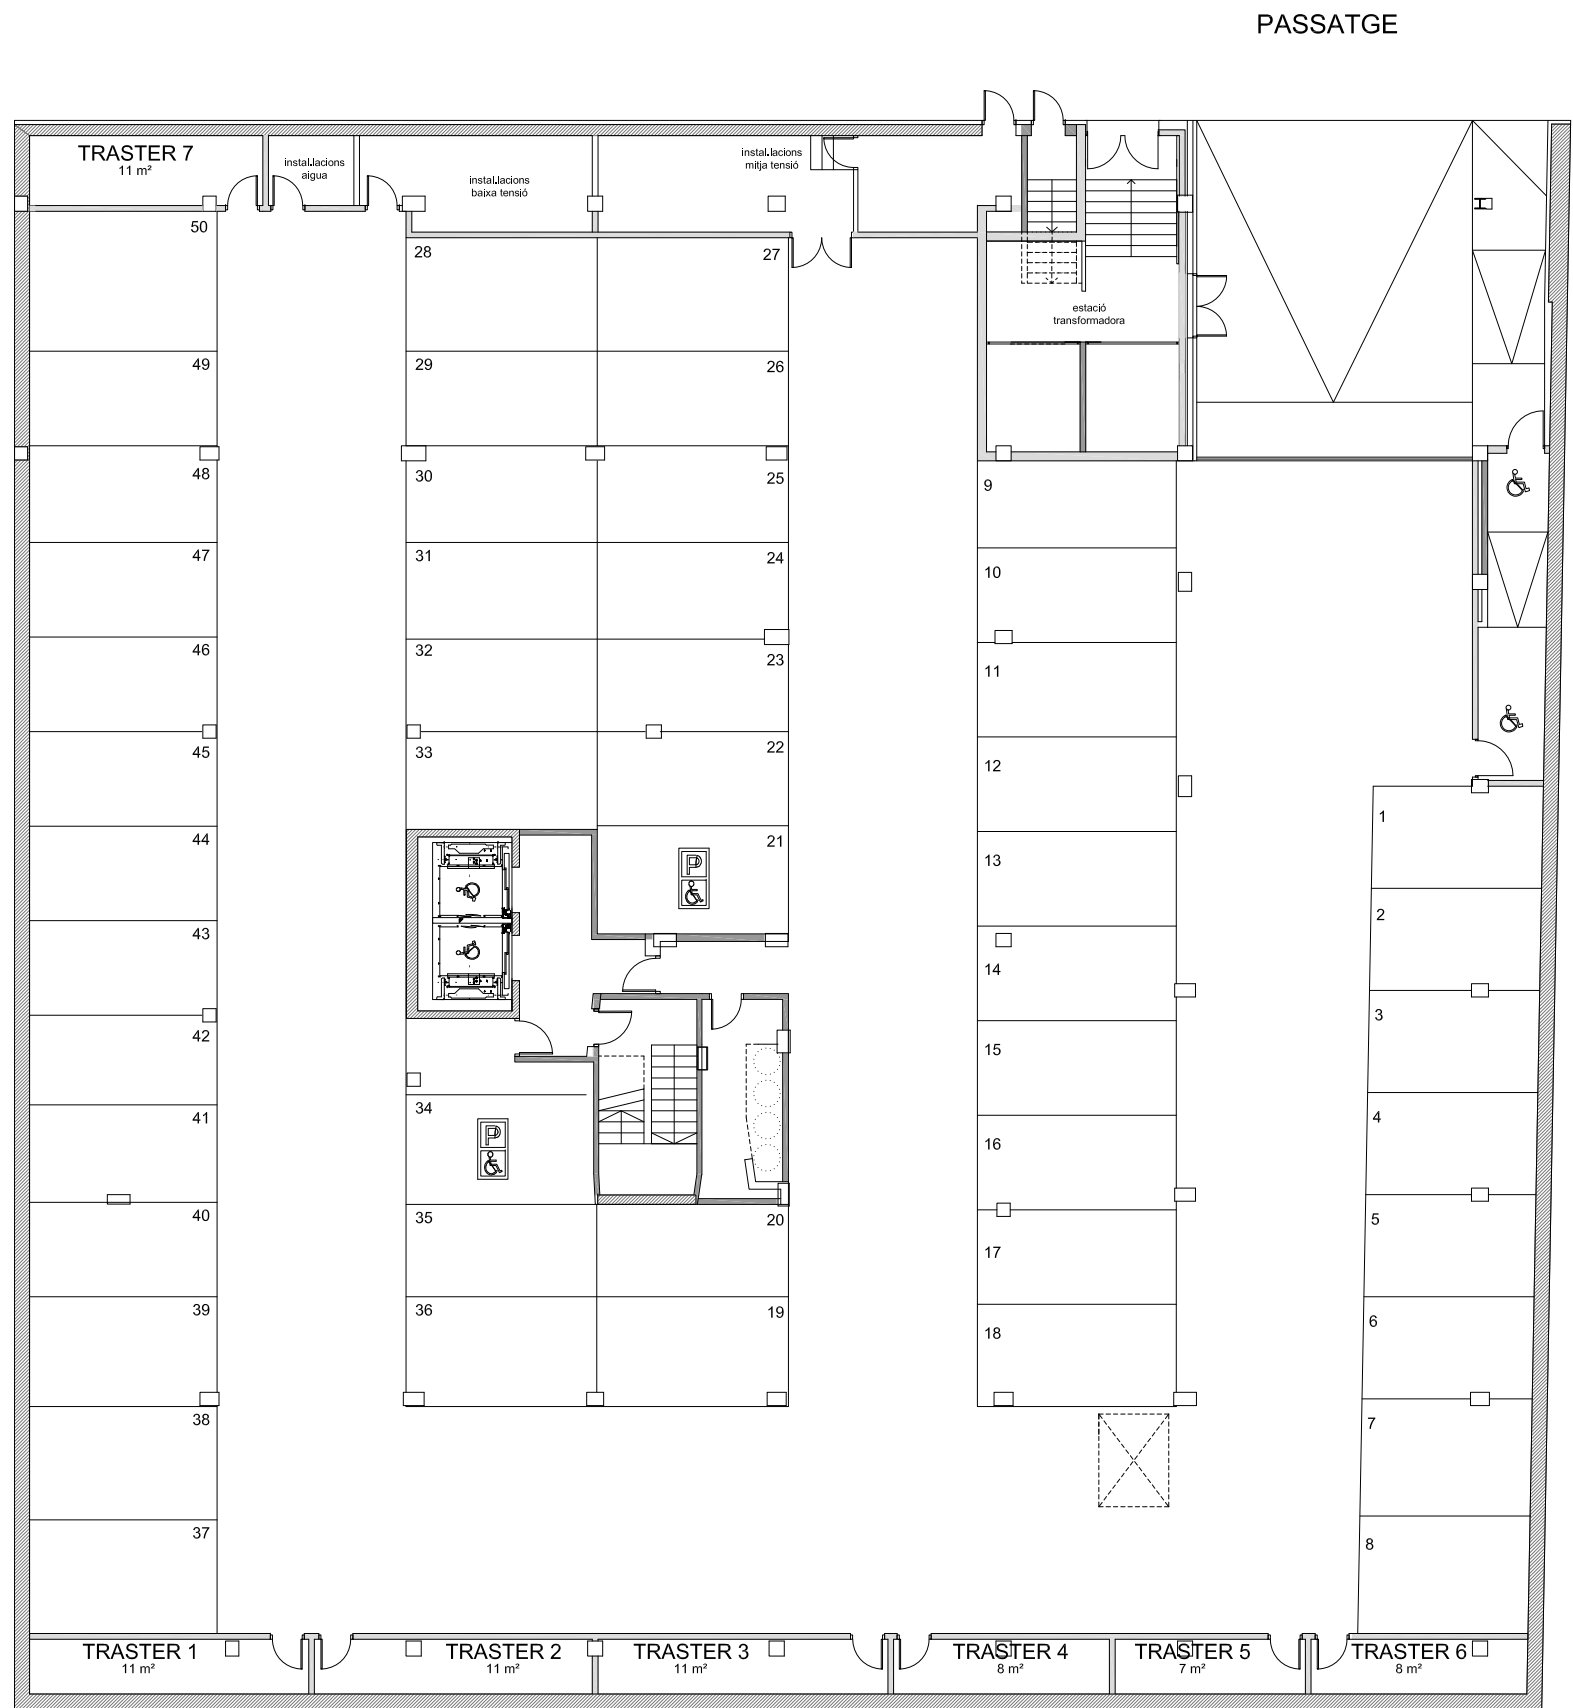 PASSATGE
TRASTER 7
11 m²
instal.lacions
aigua
instal.lacions
baixa tensió
instal.lacions
mitja tensió
50
28
27
estació
transformadora
49
29
26
48
30
25
9
47
31
24
10
46
32
23
11
45
33
22
12
44
21
P
13
1
43
14
2
42
15
3
41
34
P
16
4
40
35
20
17
5
39
36
19
18
6
38
7
37
8
TRASTER 1
11 m²
TRASTER 2
11 m²
TRASTER 3
11 m²
TRASTER 4
8 m²
TRASTER 5
7 m²
TRASTER 6
8 m²